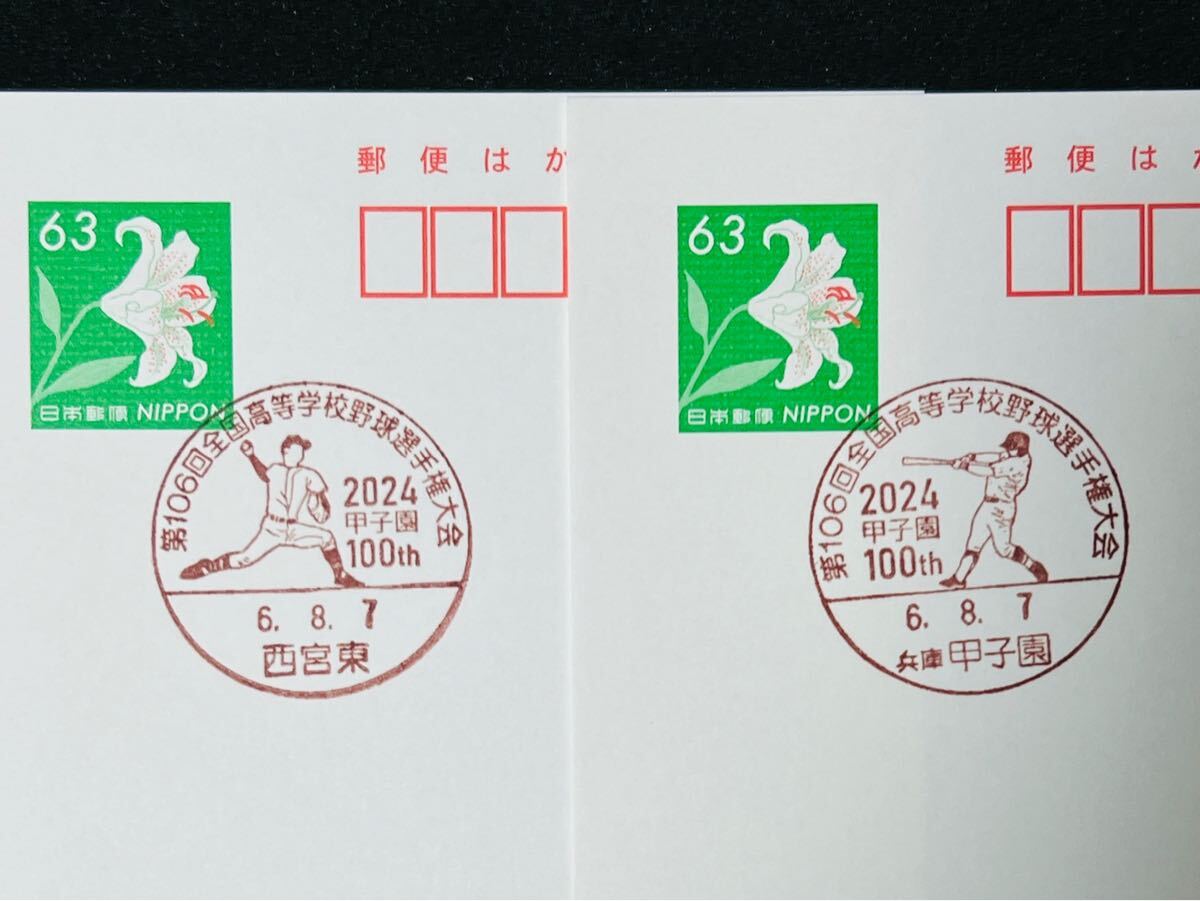 郵便はか
63
日本郵便 NIPPON
第106回全国高等学校野球選手権大会
2024
甲子園
100th
6. 8. 7
西宮東
郵便は
63
日本郵便 NIPPON
第106回全国高等学校野球選手権大会
2024
甲子園
100th
6. 8. 7
兵庫 甲子園